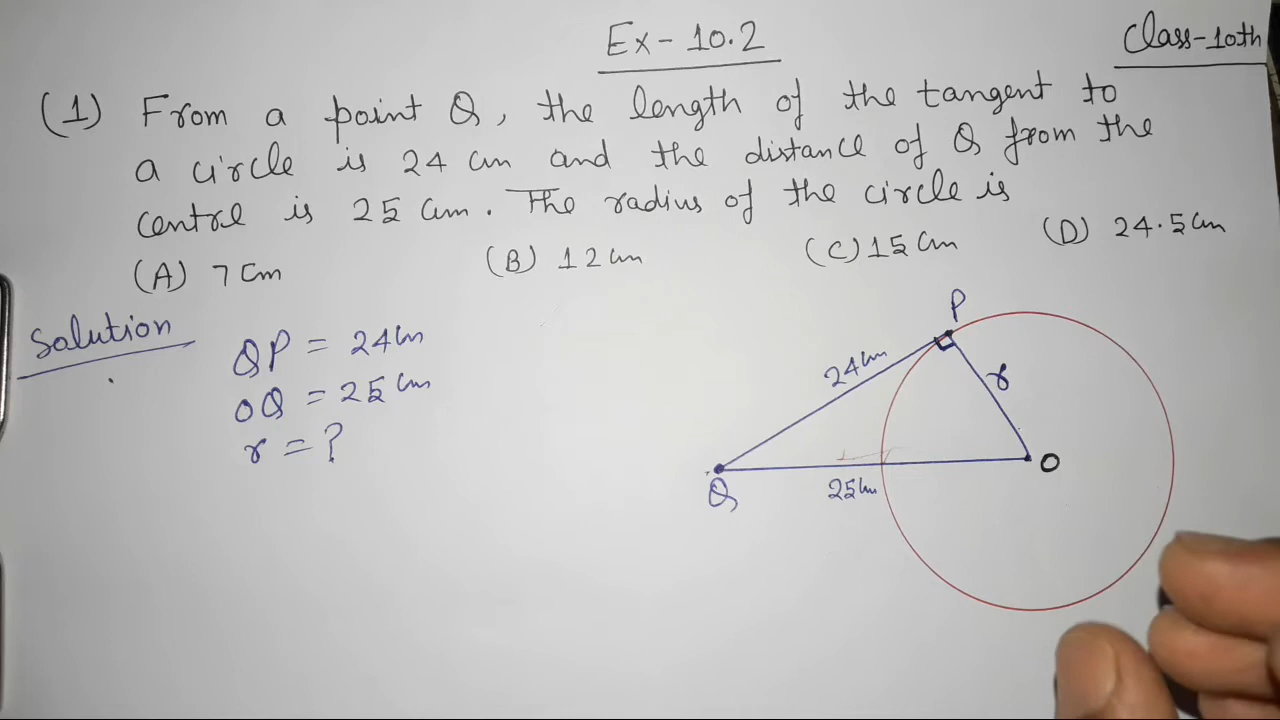 Ex-10.2
Class-10th
(1) From a point Q, the length of the tangent to
a circle is 24 cm and the distance of Q from the
centre is 25 cm. The radius of the circle is
(A) 7 cm (B) 12 cm (C) 15 cm (D) 24.5 cm
Solution
QP = 24 cm
OQ = 25 cm
r = ?
P
24 cm
r
O
Q
25 cm